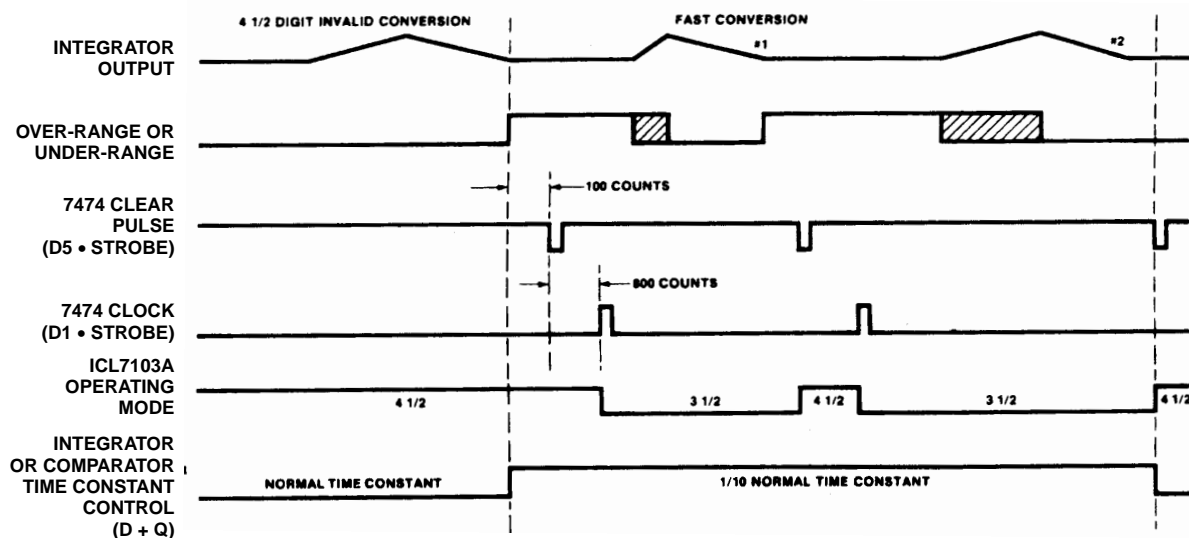 4 1/2 DIGIT INVALID CONVERSION
FAST CONVERSION
INTEGRATOR
OUTPUT
#1
#2
OVER-RANGE OR
UNDER-RANGE
100 COUNTS
7474 CLEAR
PULSE
(D5 • STROBE)
800 COUNTS
7474 CLOCK
(D1 • STROBE)
ICL7103A
OPERATING
MODE
4 1/2
3 1/2
4 1/2
3 1/2
4 1/2
INTEGRATOR
OR COMPARATOR
TIME CONSTANT
CONTROL
(D + Q)
NORMAL TIME CONSTANT
1/10 NORMAL TIME CONSTANT